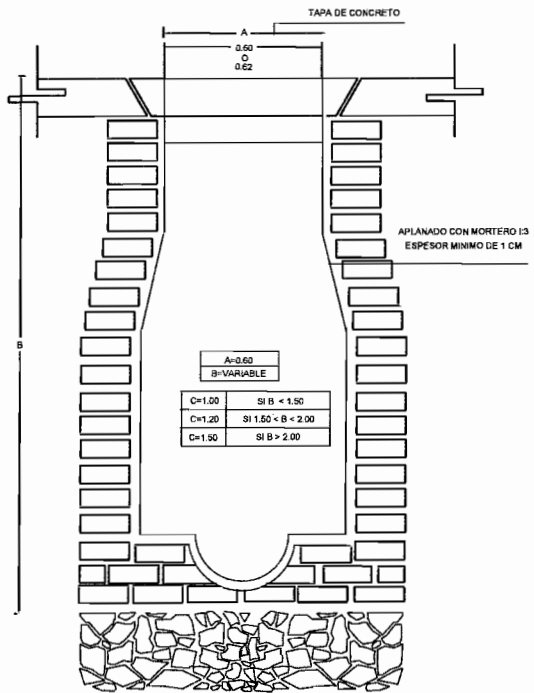 TAPA DE CONCRETO
A
0.60
O
0.62
APLANADO CON MORTERO 1:3
ESPESOR MINIMO DE 1 CM
B
A=0.60
B=VARIABLE
C=1.00 SI B < 1.50
C=1.20 SI 1.50 < B < 2.00
C=1.50 SI B > 2.00